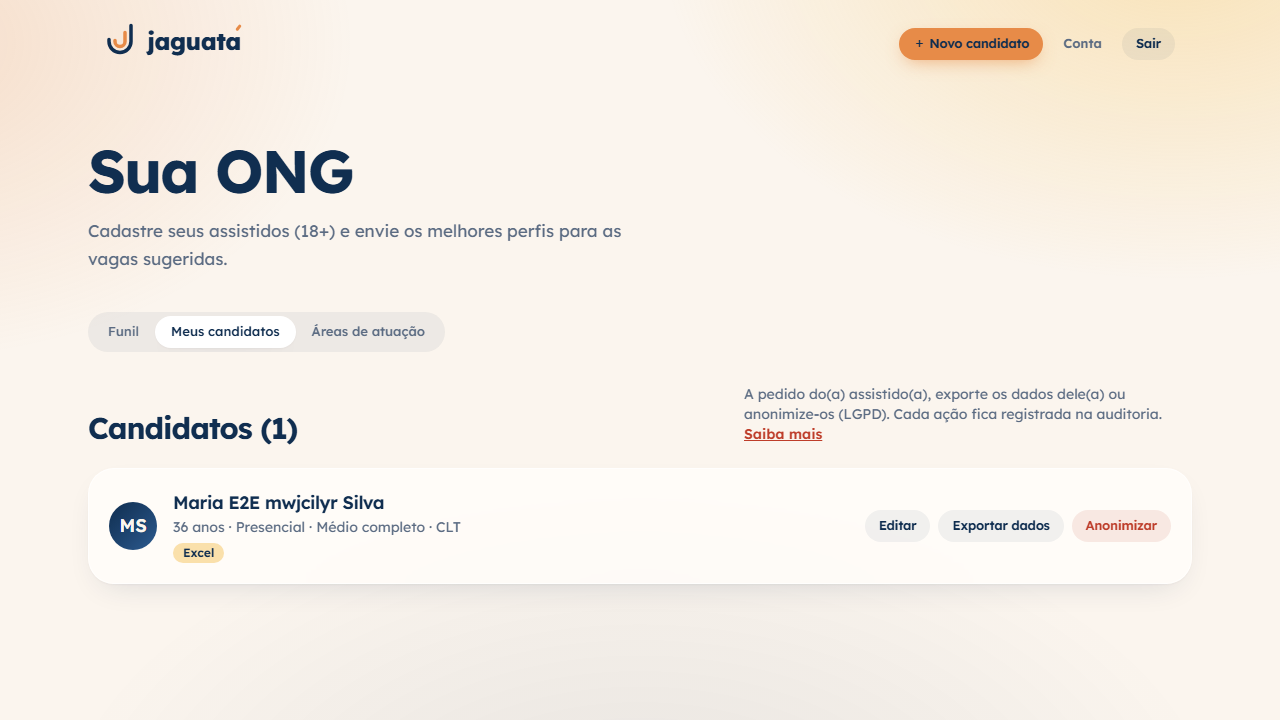 jaguatá
+ Novo candidato
Conta
Sair
Sua ONG
Cadastre seus assistidos (18+) e envie os melhores perfis para as
vagas sugeridas.
Funil
Meus candidatos
Áreas de atuação
Candidatos (1)
A pedido do(a) assistido(a), exporte os dados dele(a) ou
anonimize-os (LGPD). Cada ação fica registrada na auditoria.
Saiba mais
MS
Maria E2E mwjcilyr Silva
36 anos · Presencial · Médio completo · CLT
Excel
Editar
Exportar dados
Anonimizar